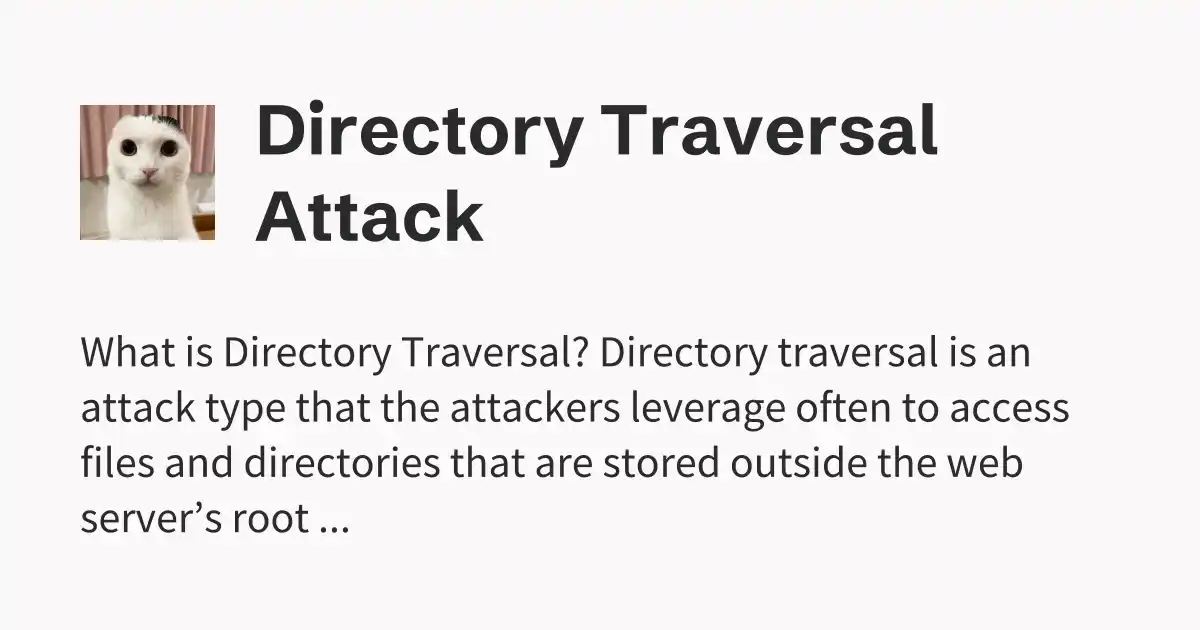 Directory Traversal
Attack
What is Directory Traversal? Directory traversal is an
attack type that the attackers leverage often to access
files and directories that are stored outside the web
server’s root ...